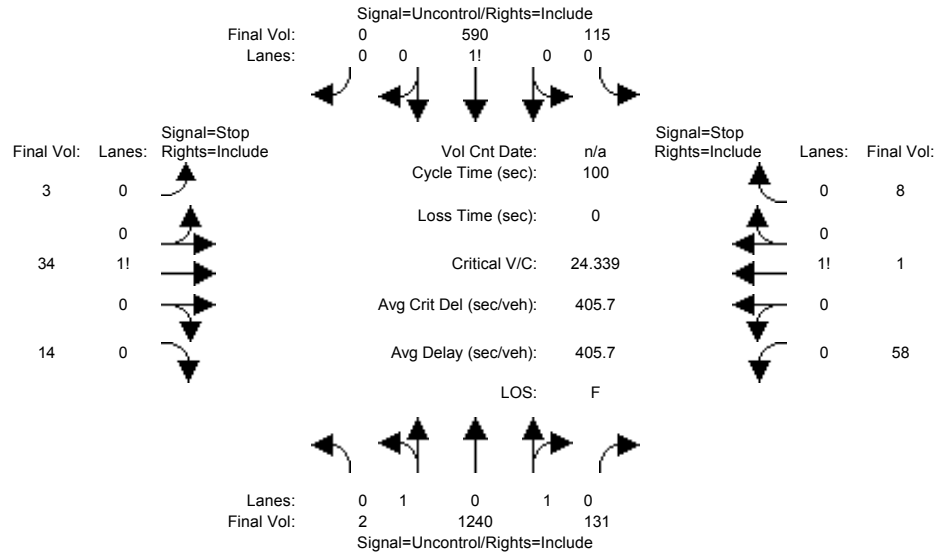 Signal=Uncontrol/Rights=Include
Final Vol: 0 590 115
Lanes: 0 0 1! 0 0
Signal=Stop
Final Vol: Lanes: Rights=Include
Vol Cnt Date: n/a
Signal=Stop
Rights=Include Lanes: Final Vol:
Cycle Time (sec): 100
3 0
0 8
Loss Time (sec): 0
0
0
34 1!
Critical V/C: 24.339
1! 1
0
Avg Crit Del (sec/veh): 405.7
0
14 0
Avg Delay (sec/veh): 405.7
0 58
LOS: F
Lanes: 0 1 0 1 0
Final Vol: 2 1240 131
Signal=Uncontrol/Rights=Include